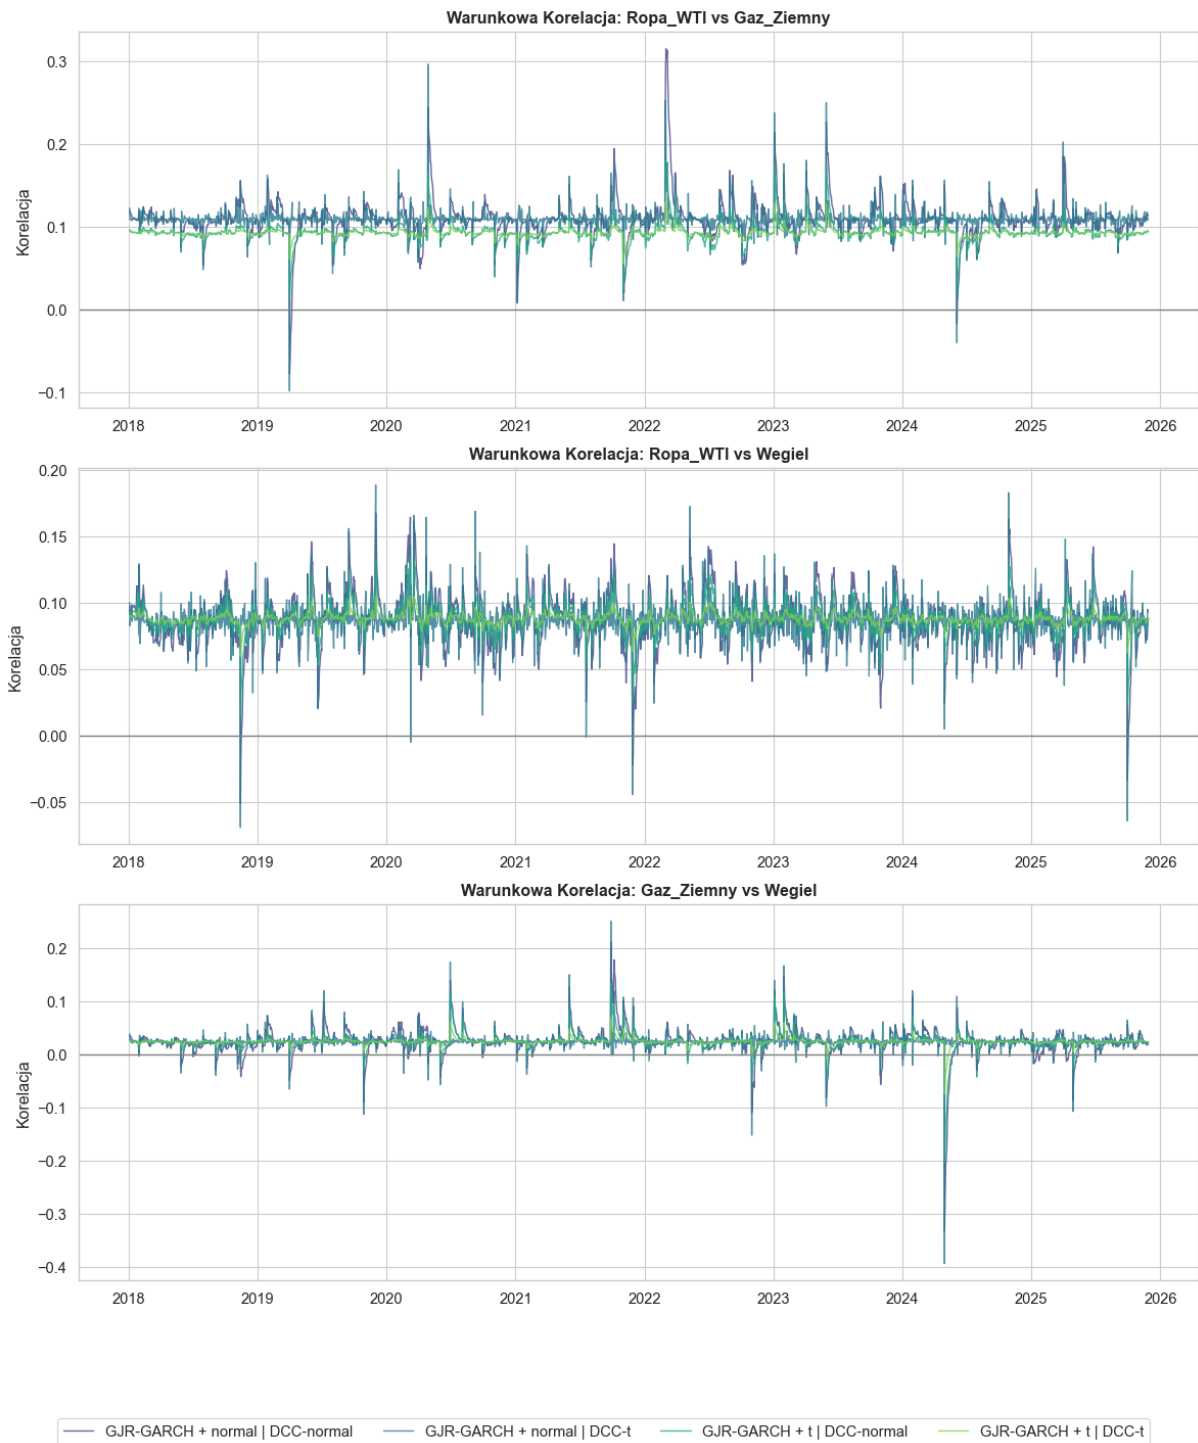 Warunkowa Korelacja: Ropa_WTI vs Gaz_Ziemny
Korelacja
0.3
0.2
0.1
0.0
−0.1
2018 2019 2020 2021 2022 2023 2024 2025 2026
Warunkowa Korelacja: Ropa_WTI vs Wegiel
Korelacja
0.20
0.15
0.10
0.05
0.00
−0.05
2018 2019 2020 2021 2022 2023 2024 2025 2026
Warunkowa Korelacja: Gaz_Ziemny vs Wegiel
Korelacja
0.2
0.1
0.0
−0.1
−0.2
−0.3
−0.4
2018 2019 2020 2021 2022 2023 2024 2025 2026
GJR-GARCH + normal | DCC-normal GJR-GARCH + normal | DCC-t GJR-GARCH + t | DCC-normal GJR-GARCH + t | DCC-t